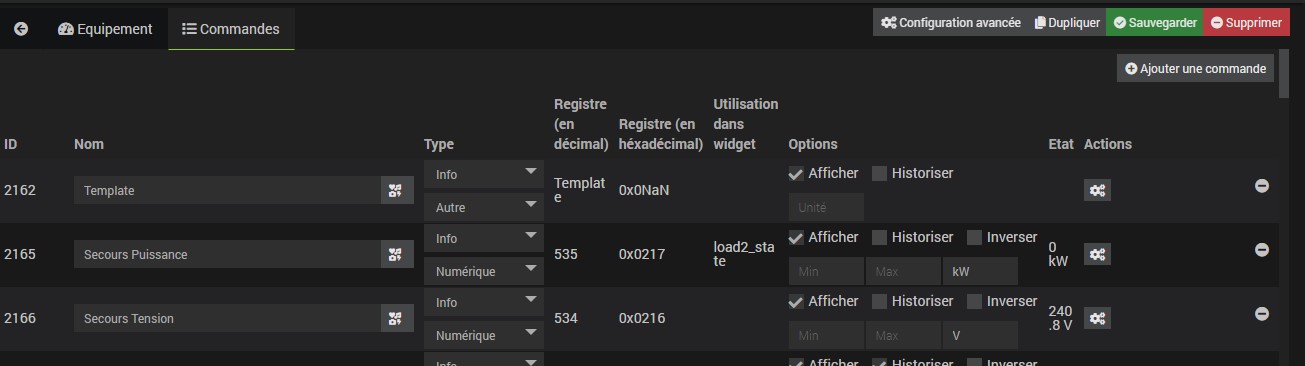 Equipement
Commandes
Configuration avancée
Dupliquer
Sauvegarder
Supprimer
Ajouter une commande
ID
Nom
Type
Registre
(en
décimal)
Registre (en
héxadécimal)
Utilisation
dans
widget
Options
Etat
Actions
2162
Template
Info
Autre
Templat
e
0x0NaN
Afficher
Historiser
Unité
2165
Secours Puissance
Info
Numérique
535
0x0217
load2_sta
te
Afficher
Historiser
Inverser
Min
Max
kW
0
kW
2166
Secours Tension
Info
Numérique
534
0x0216
Afficher
Historiser
Inverser
Min
Max
V
240
.8 V
Info
Afficher
Historiser
Inverser